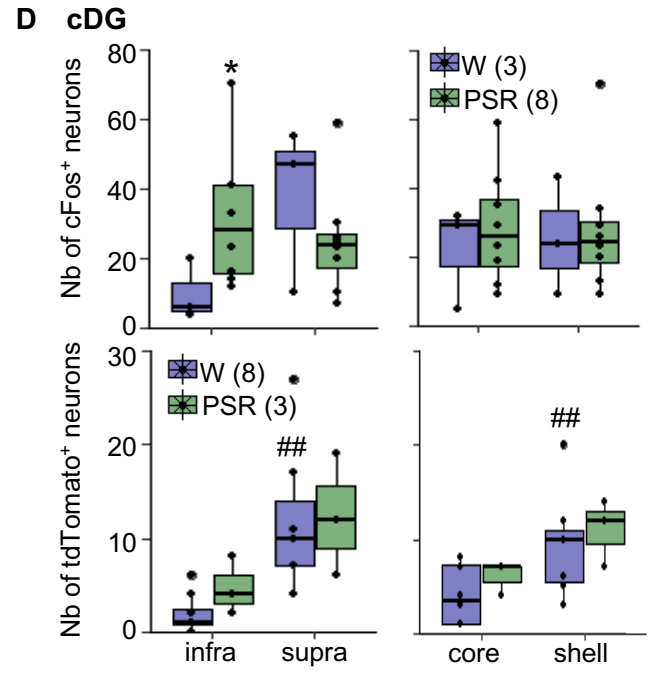 D cDG
Nb of cFos⁺ neurons
80
60
40
20
0
*
W (3)
PSR (8)
Nb of tdTomato⁺ neurons
30
20
10
0
W (8)
PSR (3)
##
##
infra supra
core shell